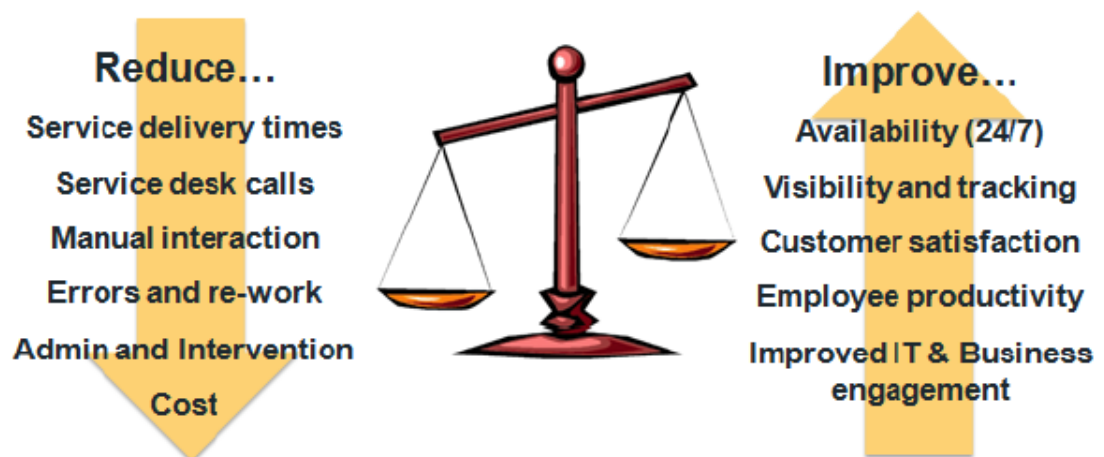 Reduce...
Service delivery times
Service desk calls
Manual interaction
Errors and re-work
Admin and Intervention
Cost
Improve...
Availability (24/7)
Visibility and tracking
Customer satisfaction
Employee productivity
Improved IT & Business
engagement